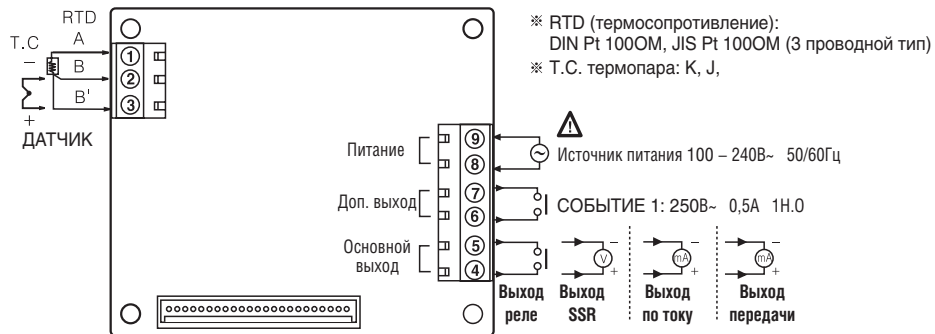 RTD
T.C
A
-
B
B'
+
ДАТЧИК
1
2
3
※ RTD (термосопротивление):
DIN Pt 100OM, JIS Pt 100OM (3 проводной тип)
※ Т.С. термопара: K, J,
Питание
9
8
Источник питания 100 – 240В~ 50/60Гц
Доп. выход
7
6
СОБЫТИЕ 1: 250В~ 0,5А 1Н.О
Основной
выход
5
4
V
mA
mA
–
+
–
+
–
+
Выход
реле
Выход
SSR
Выход
по току
Выход
передачи